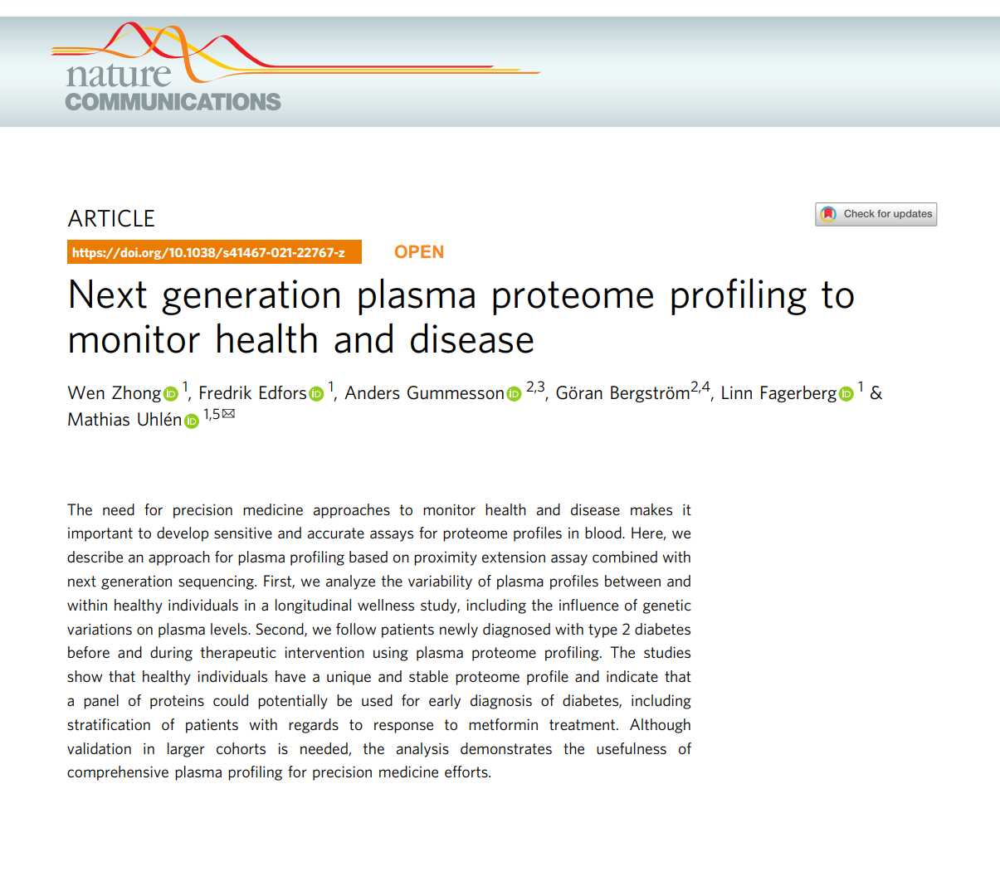 nature
COMMUNICATIONS
ARTICLE
Check for updates
https://doi.org/10.1038/s41467-021-22767-z
OPEN
Next generation plasma proteome profiling to
monitor health and disease
Wen Zhong iD 1, Fredrik Edfors iD 1, Anders Gummesson iD 2,3, Göran Bergström2,4, Linn Fagerberg iD 1 &
Mathias Uhlén iD 1,5✉
The need for precision medicine approaches to monitor health and disease makes it
important to develop sensitive and accurate assays for proteome profiles in blood. Here, we
describe an approach for plasma profiling based on proximity extension assay combined with
next generation sequencing. First, we analyze the variability of plasma profiles between and
within healthy individuals in a longitudinal wellness study, including the influence of genetic
variations on plasma levels. Second, we follow patients newly diagnosed with type 2 diabetes
before and during therapeutic intervention using plasma proteome profiling. The studies
show that healthy individuals have a unique and stable proteome profile and indicate that
a panel of proteins could potentially be used for early diagnosis of diabetes, including
stratification of patients with regards to response to metformin treatment. Although
validation in larger cohorts is needed, the analysis demonstrates the usefulness of
comprehensive plasma profiling for precision medicine efforts.